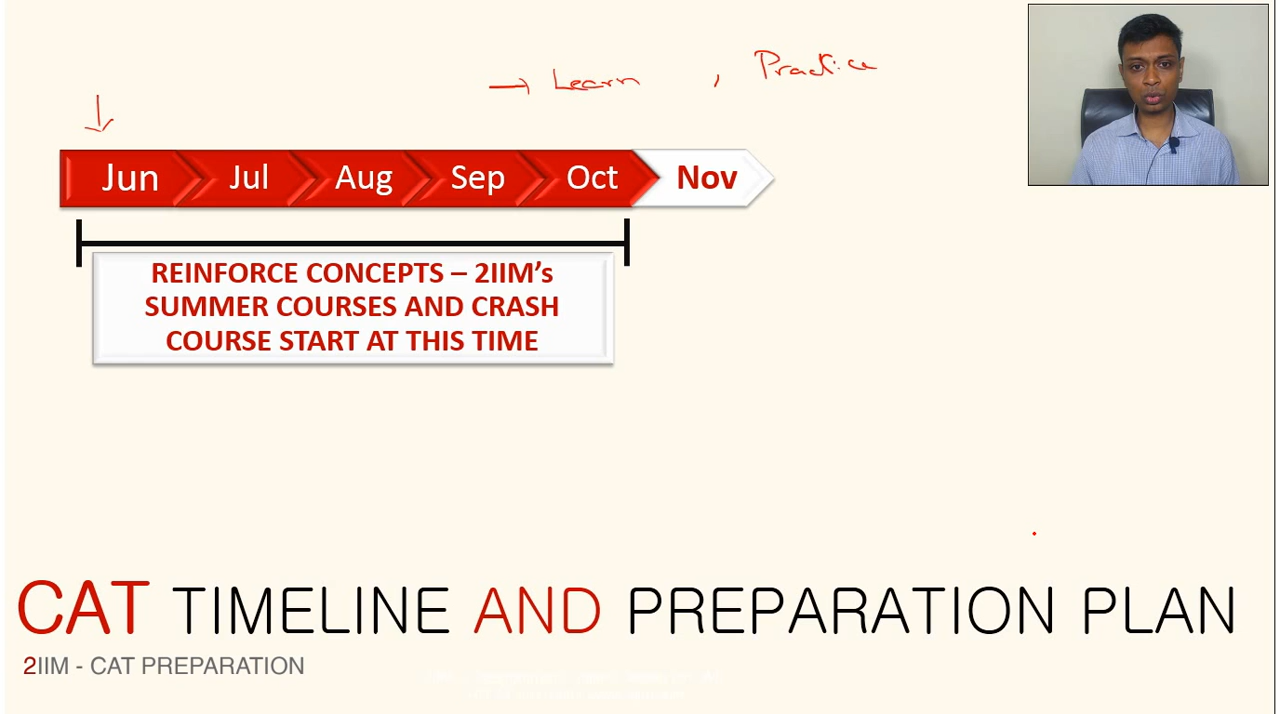 → Learn , Practice
Jun Jul Aug Sep Oct Nov
REINFORCE CONCEPTS – 2IIM's
SUMMER COURSES AND CRASH
COURSE START AT THIS TIME
CAT TIMELINE AND PREPARATION PLAN
2IIM - CAT PREPARATION